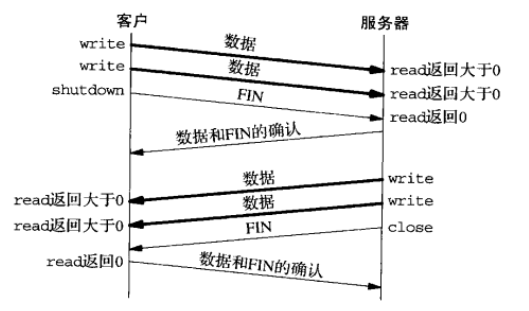 客户
服务器
write
数据
read返回大于0
write
数据
read返回大于0
shutdown
FIN
read返回0
数据和FIN的确认
数据
write
read返回大于0
数据
write
read返回大于0
FIN
close
read返回0
数据和FIN的确认